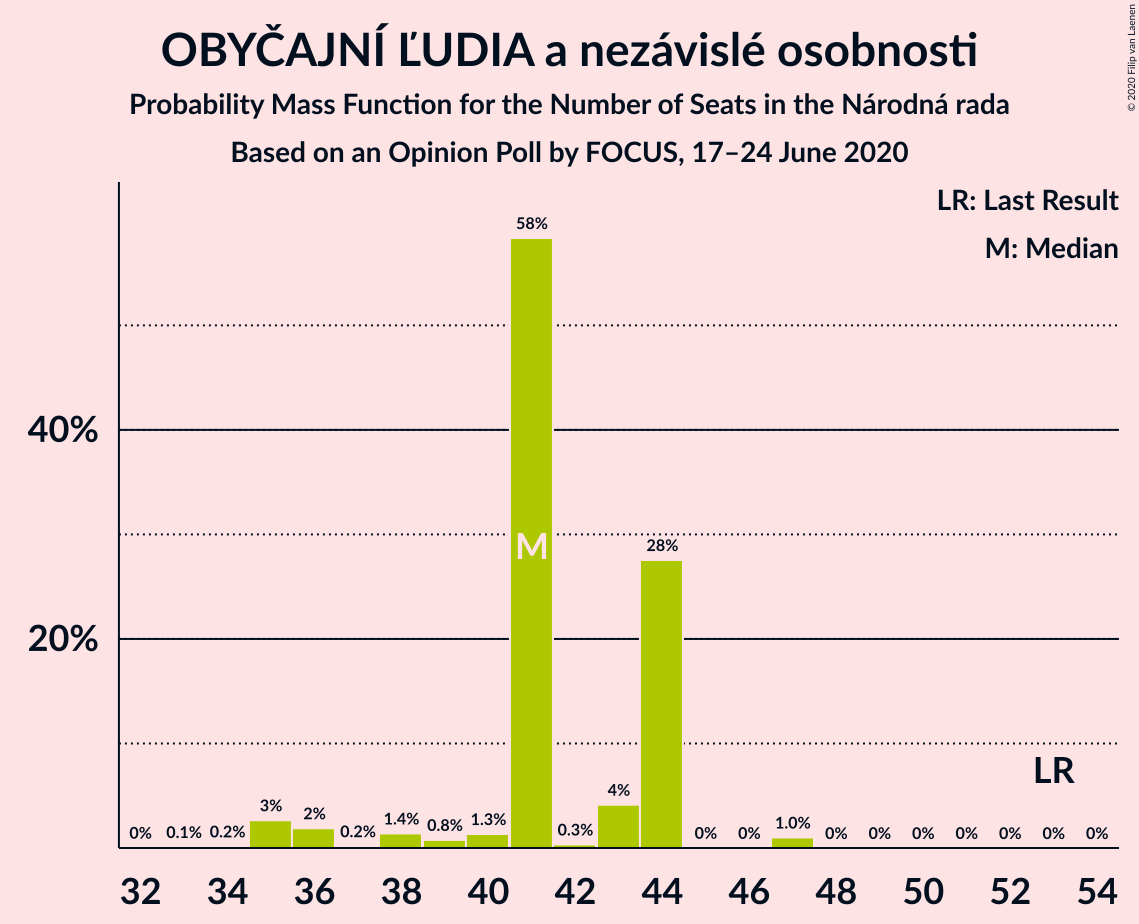 OBYČAJNÍ ĽUDIA a nezávislé osobnosti
Probability Mass Function for the Number of Seats in the Národná rada
Based on an Opinion Poll by FOCUS, 17–24 June 2020
© 2020 Filip van Laenen
LR: Last Result
M: Median
58%
40%
M
28%
20%
LR
0% 0.1% 0.2% 3% 2% 0.2% 1.4% 0.8% 1.3% 0.3% 4% 0% 0% 1.0% 0% 0% 0% 0% 0% 0% 0%
32 34 36 38 40 42 44 46 48 50 52 54